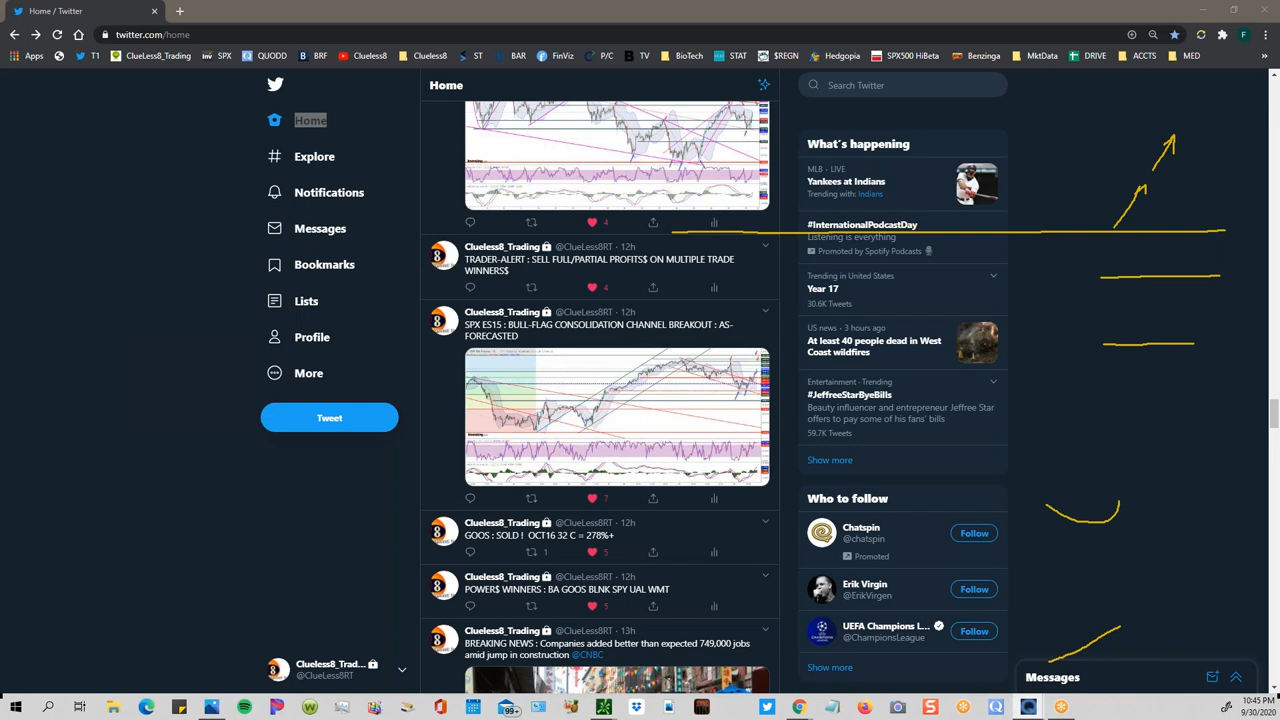 Home / Twitter
twitter.com/home
Apps T1 ClueLess8_Trading SPX QUODD BRF Clueless8 Clueless8 ST BAR FinViz P/C TV BioTech STAT $REGN Hedgopia SPX500 HiBeta Benzinga MktData DRIVE ACCTS MED
Home
Explore
Notifications
Messages
Bookmarks
Lists
Profile
More
Tweet
Clueless8_Trad...
@ClueLess8RT
Home
4
Clueless8_Trading @ClueLess8RT · 12h
TRADER-ALERT : SELL FULL/PARTIAL PROFITS$ ON MULTIPLE TRADE
WINNERS$
4
Clueless8_Trading @ClueLess8RT · 12h
SPX ES15 : BULL-FLAG CONSOLIDATION CHANNEL BREAKOUT : AS-
FORECASTED
7
Clueless8_Trading @ClueLess8RT · 12h
GOOS : SOLD ! OCT16 32 C = 278%+
1 5
Clueless8_Trading @ClueLess8RT · 12h
POWER$ WINNERS : BA GOOS BLNK SPY UAL WMT
5
Clueless8_Trading @ClueLess8RT · 13h
BREAKING NEWS : Companies added better than expected 749,000 jobs
amid jump in construction @CNBC
Search Twitter
What's happening
MLB · LIVE
Yankees at Indians
Trending with: Indians
#InternationalPodcastDay
Listening is everything
Promoted by Spotify Podcasts
Trending in United States
Year 17
30.6K Tweets
US news · 3 hours ago
At least 40 people dead in West
Coast wildfires
Entertainment · Trending
#JeffreeStarByeBills
Beauty influencer and entrepreneur Jeffree Star
offers to pay some of his fans' bills
59.7K Tweets
Show more
Who to follow
Chatspin
@chatspin
Follow
Promoted
Erik Virgin
@ErikVirgen
Follow
UEFA Champions L...
@ChampionsLeague
Follow
Show more
Messages
99+
10:45 PM
9/30/2020